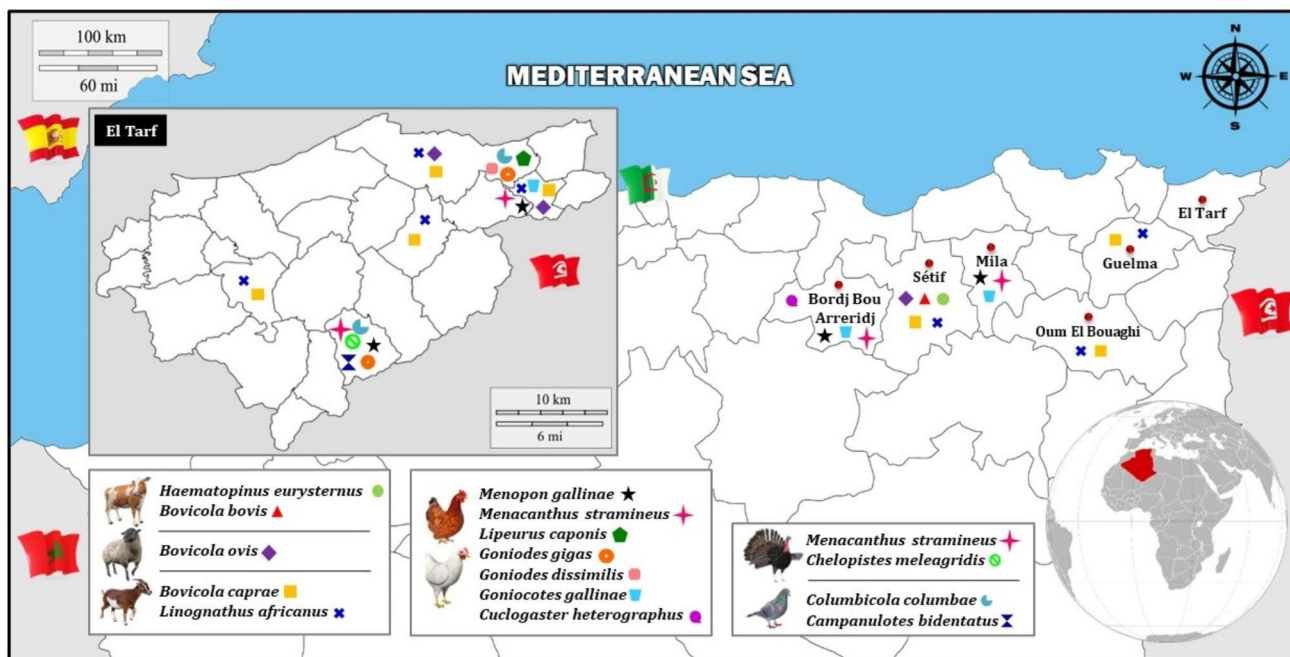 100 km
60 mi
MEDITERRANEAN SEA
N
W E
S
El Tarf
El Tarf
Guelma
Mila
Sétif
Bordj Bou
Arreridj
Oum El Bouaghi
10 km
6 mi
Haematopinus eurysternus
Bovicola bovis
Bovicola ovis
Bovicola caprae
Linognathus africanus
Menopon gallinae
Menacanthus stramineus
Lipeurus caponis
Goniodes gigas
Goniodes dissimilis
Goniocotes gallinae
Cuclogaster heterographus
Menacanthus stramineus
Chelopistes meleagridis
Columbicola columbae
Campanulotes bidentatus